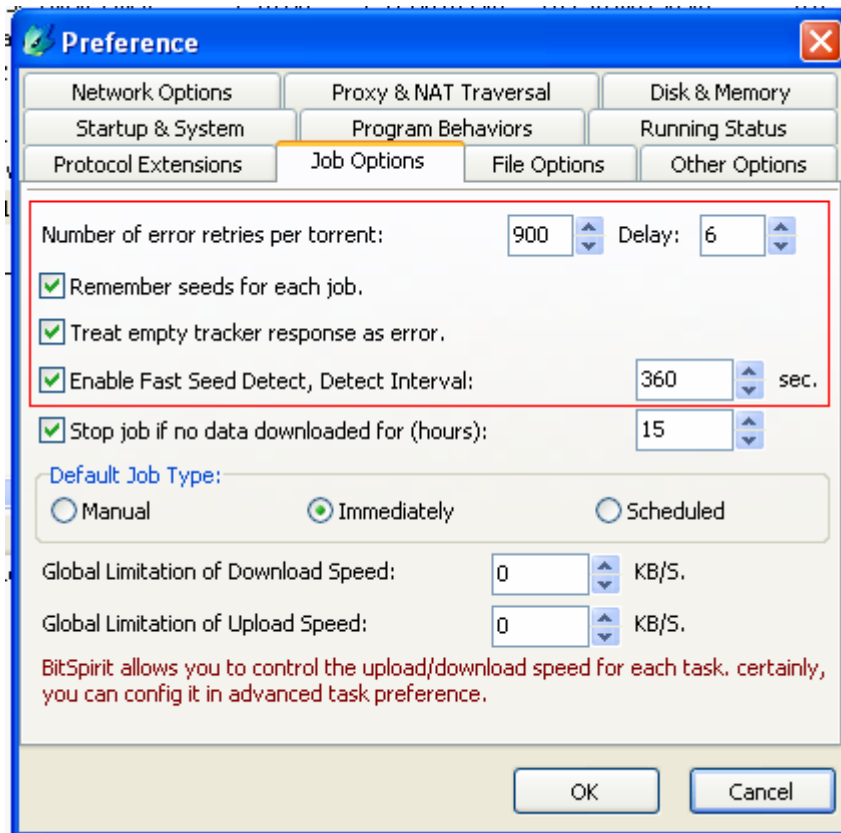 Preference
Network Options Proxy & NAT Traversal Disk & Memory
Startup & System Program Behaviors Running Status
Protocol Extensions Job Options File Options Other Options
Number of error retries per torrent: 900 Delay: 6
Remember seeds for each job.
Treat empty tracker response as error.
Enable Fast Seed Detect, Detect Interval: 360 sec.
Stop job if no data downloaded for (hours): 15
Default Job Type:
Manual Immediately Scheduled
Global Limitation of Download Speed: 0 KB/S.
Global Limitation of Upload Speed: 0 KB/S.
BitSpirit allows you to control the upload/download speed for each task. certainly,
you can config it in advanced task preference.
OK Cancel